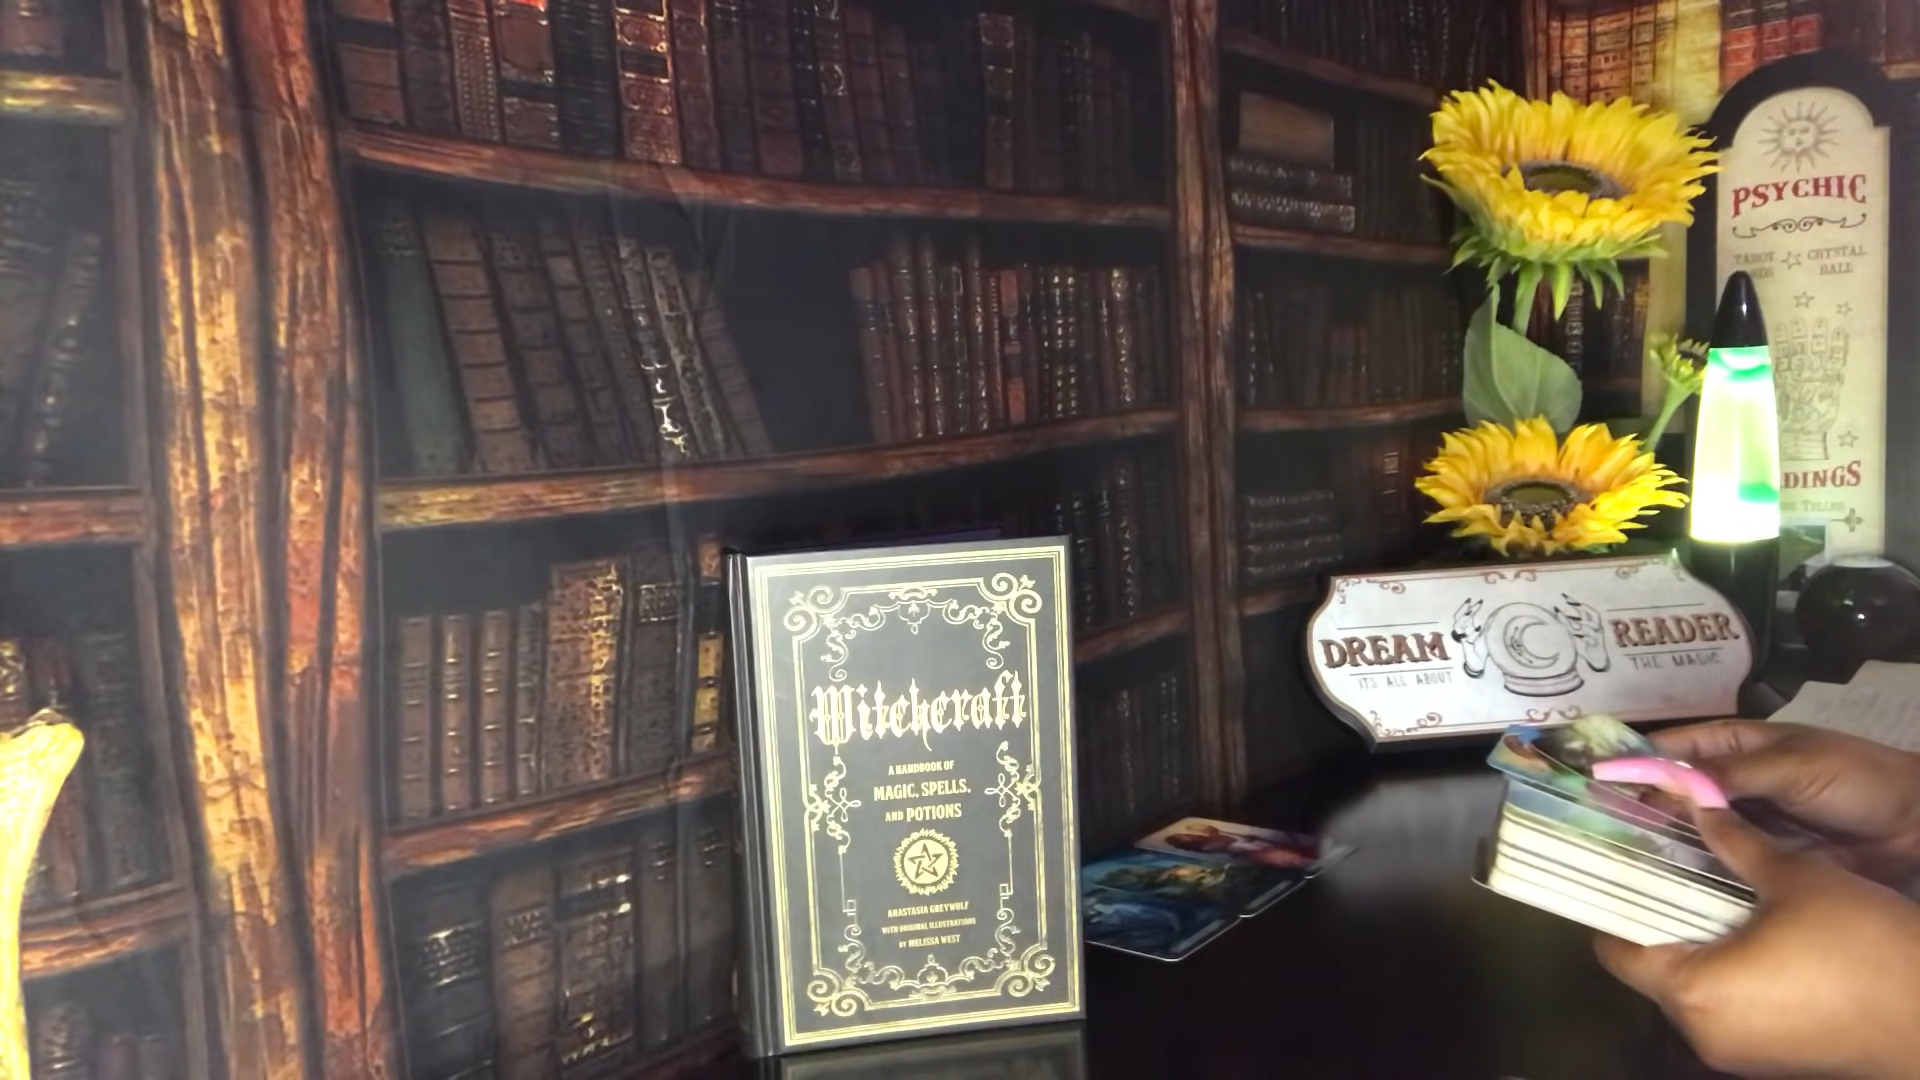 PSYCHIC
TAROT CRYSTAL
BALL
DINGS
TELLER
DREAM READER
ITS ALL ABOUT THE MAGIC
Witchcraft
A HANDBOOK OF
MAGIC, SPELLS,
AND POTIONS
ANASTASIA GREYWOLF
WITH ORIGINAL ILLUSTRATIONS
BY MELISSA WEST